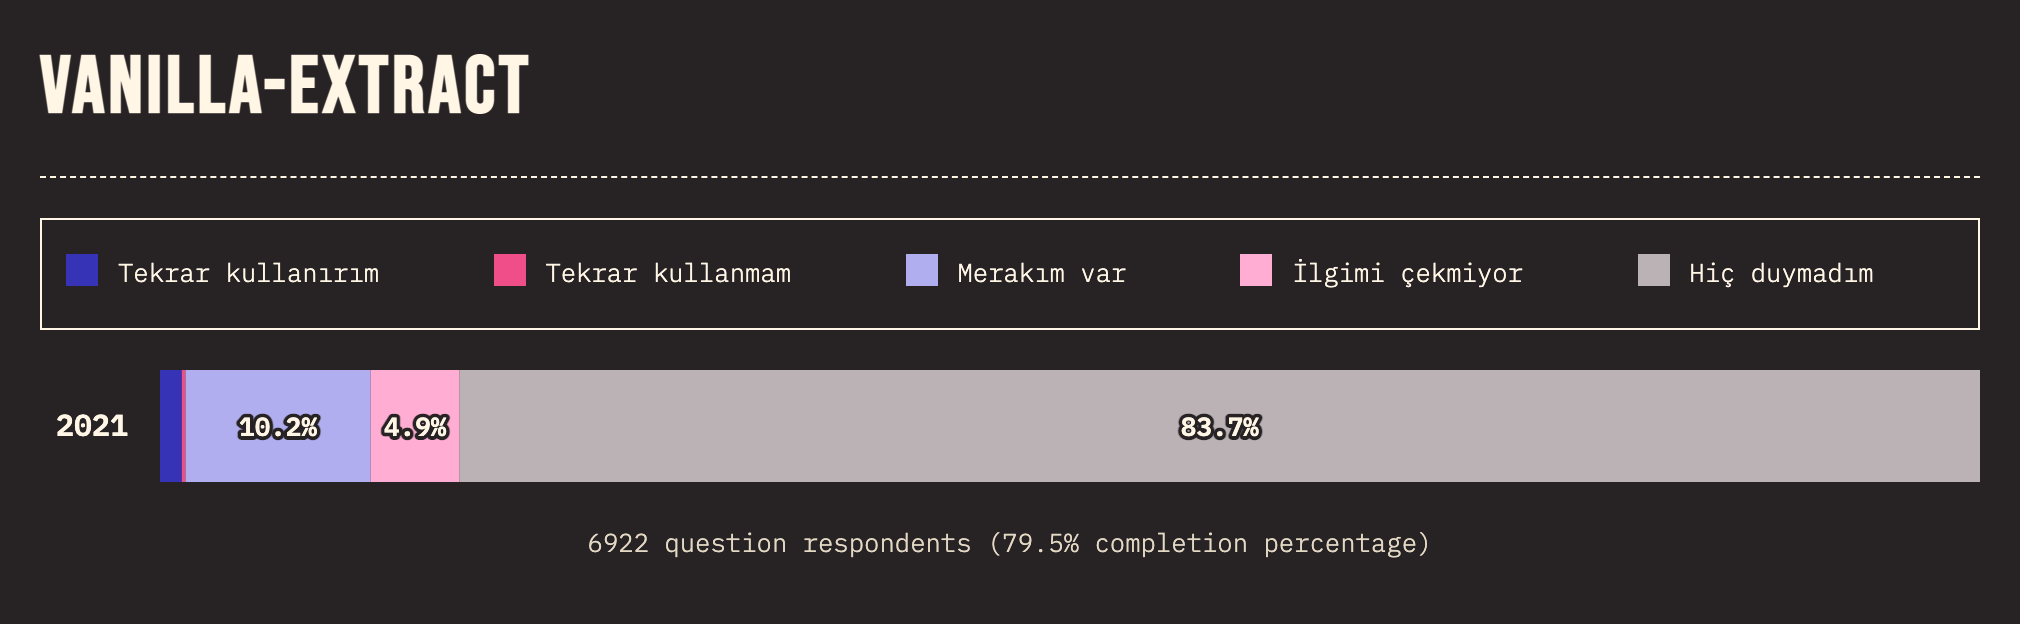 VANILLA-EXTRACT
Tekrar kullanırım Tekrar kullanmam Merakım var İlgimi çekmiyor Hiç duymadım
2021 10.2% 4.9% 83.7%
6922 question respondents (79.5% completion percentage)